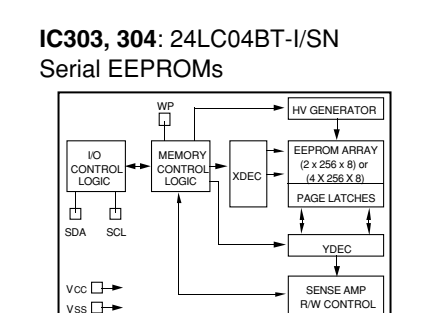 IC303, 304: 24LC04BT-I/SN
Serial EEPROMs
WP
HV GENERATOR
I/O
CONTROL
LOGIC
MEMORY
CONTROL
LOGIC
XDEC
EEPROM ARRAY
(2 x 256 x 8) or
(4 X 256 X 8)
PAGE LATCHES
SDA
SCL
YDEC
VCC
VSS
SENSE AMP
R/W CONTROL